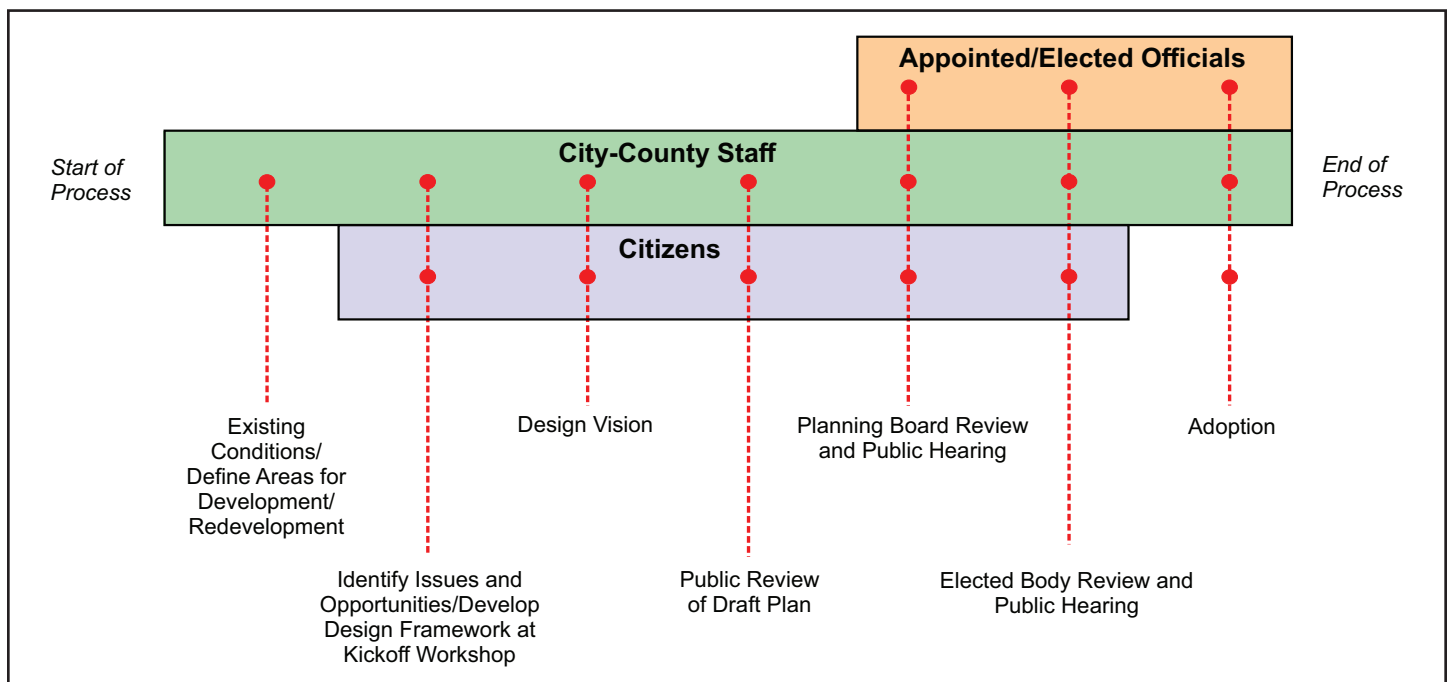 Appointed/Elected Officials
City-County Staff
Start of
Process
End of
Process
Citizens
Existing
Conditions/
Define Areas for
Development/
Redevelopment
Design Vision
Planning Board Review
and Public Hearing
Adoption
Identify Issues and
Opportunities/Develop
Design Framework at
Kickoff Workshop
Public Review
of Draft Plan
Elected Body Review and
Public Hearing